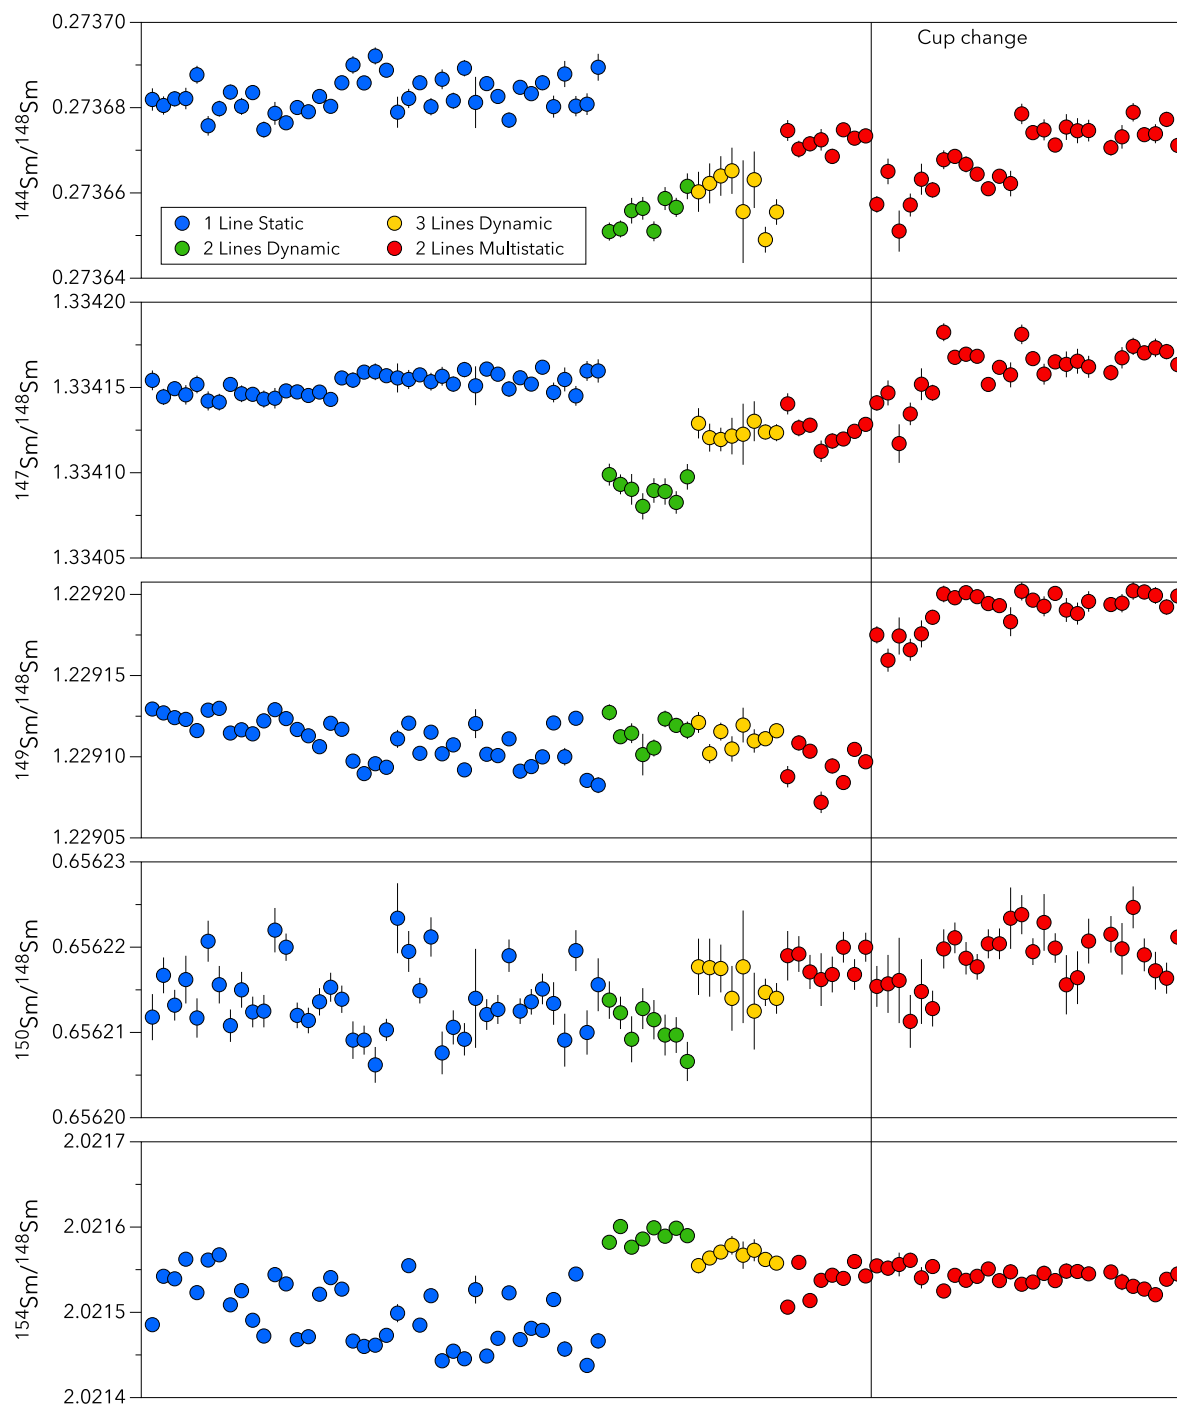 Cup change
0.27370
0.27368
0.27366
0.27364
144Sm/148Sm
1 Line Static
3 Lines Dynamic
2 Lines Dynamic
2 Lines Multistatic
1.33420
1.33415
1.33410
1.33405
147Sm/148Sm
1.22920
1.22915
1.22910
1.22905
149Sm/148Sm
0.65623
0.65622
0.65621
0.65620
150Sm/148Sm
2.0217
2.0216
2.0215
2.0214
154Sm/148Sm